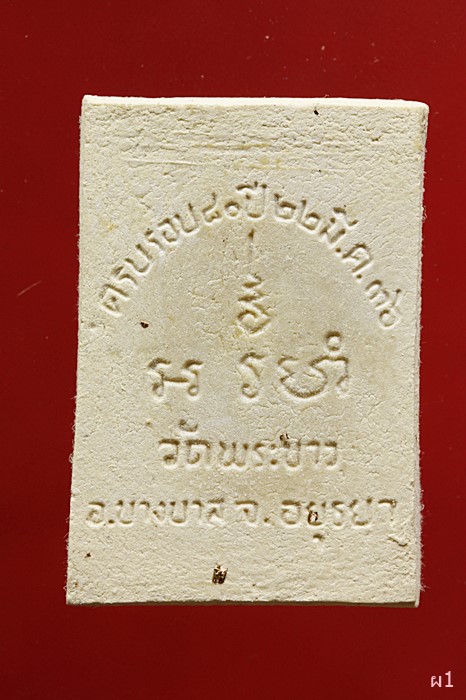 ครบรอบ๘๐ปี ๒๒มี.ค.๓๖
วัดพระขาว
อ.บางบาล จ.อยุธยา
ผ1